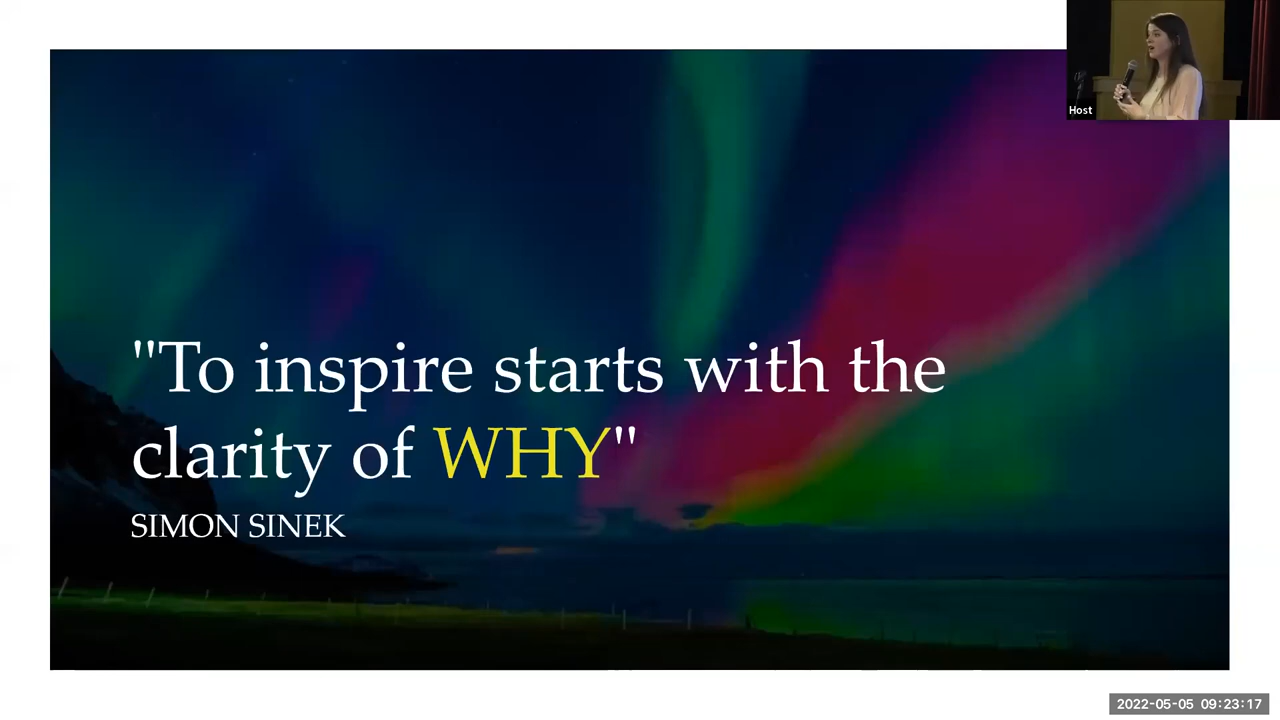 Host
"To inspire starts with the
clarity of WHY"
SIMON SINEK
2022-05-05 09:23:17